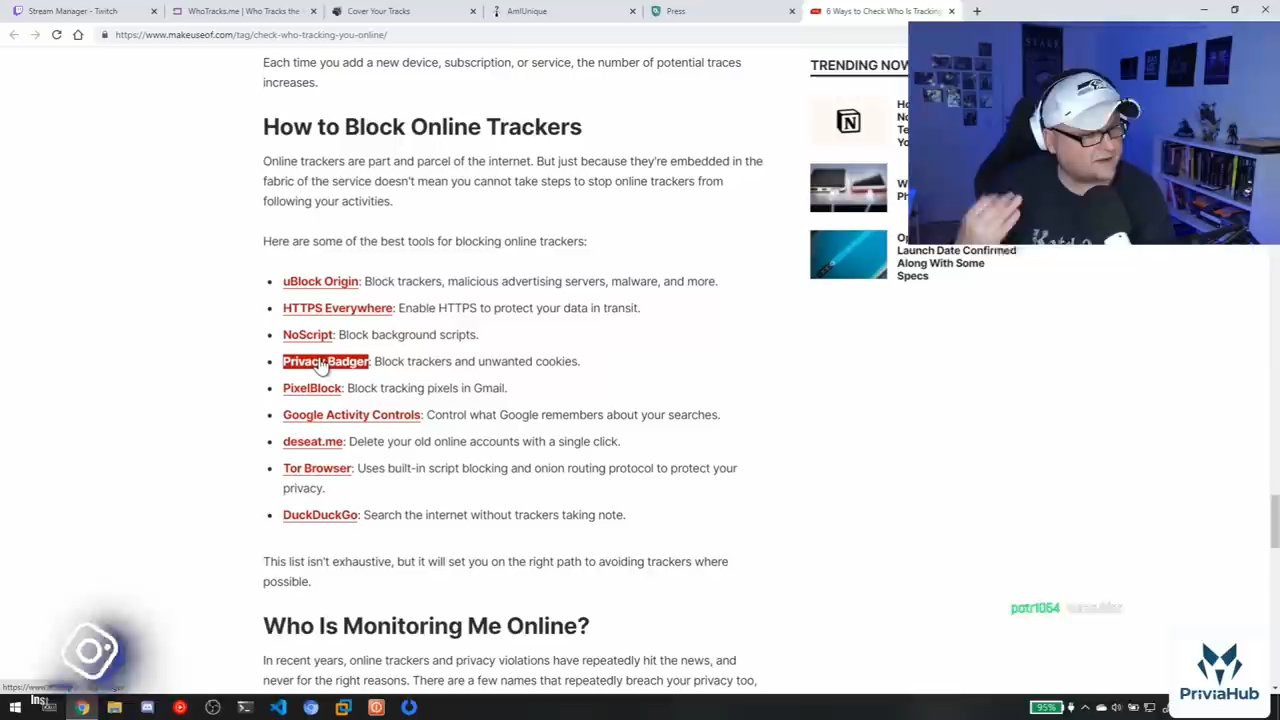 Stream Manager - Twitch
WhoTracks.me | Who Tracks the
Cover Your Tracks
AmIUnique
Press
6 Ways to Check Who Is Tracking
https://www.makeuseof.com/tag/check-who-tracking-you-online/
Each time you add a new device, subscription, or service, the number of potential traces
increases.
How to Block Online Trackers
Online trackers are part and parcel of the internet. But just because they're embedded in the
fabric of the service doesn't mean you cannot take steps to stop online trackers from
following your activities.
Here are some of the best tools for blocking online trackers:
• uBlock Origin: Block trackers, malicious advertising servers, malware, and more.
• HTTPS Everywhere: Enable HTTPS to protect your data in transit.
• NoScript: Block background scripts.
• Privacy Badger: Block trackers and unwanted cookies.
• PixelBlock: Block tracking pixels in Gmail.
• Google Activity Controls: Control what Google remembers about your searches.
• deseat.me: Delete your old online accounts with a single click.
• Tor Browser: Uses built-in script blocking and onion routing protocol to protect your
privacy.
• DuckDuckGo: Search the internet without trackers taking note.
This list isn't exhaustive, but it will set you on the right path to avoiding trackers where
possible.
Who Is Monitoring Me Online?
In recent years, online trackers and privacy violations have repeatedly hit the news, and
never for the right reasons. There are a few names that repeatedly breach your privacy too,
TRENDING NOW
Launch Date Confirmed
Along With Some
Specs
potr1054
PriviaHub
https://www.
Ins
95%